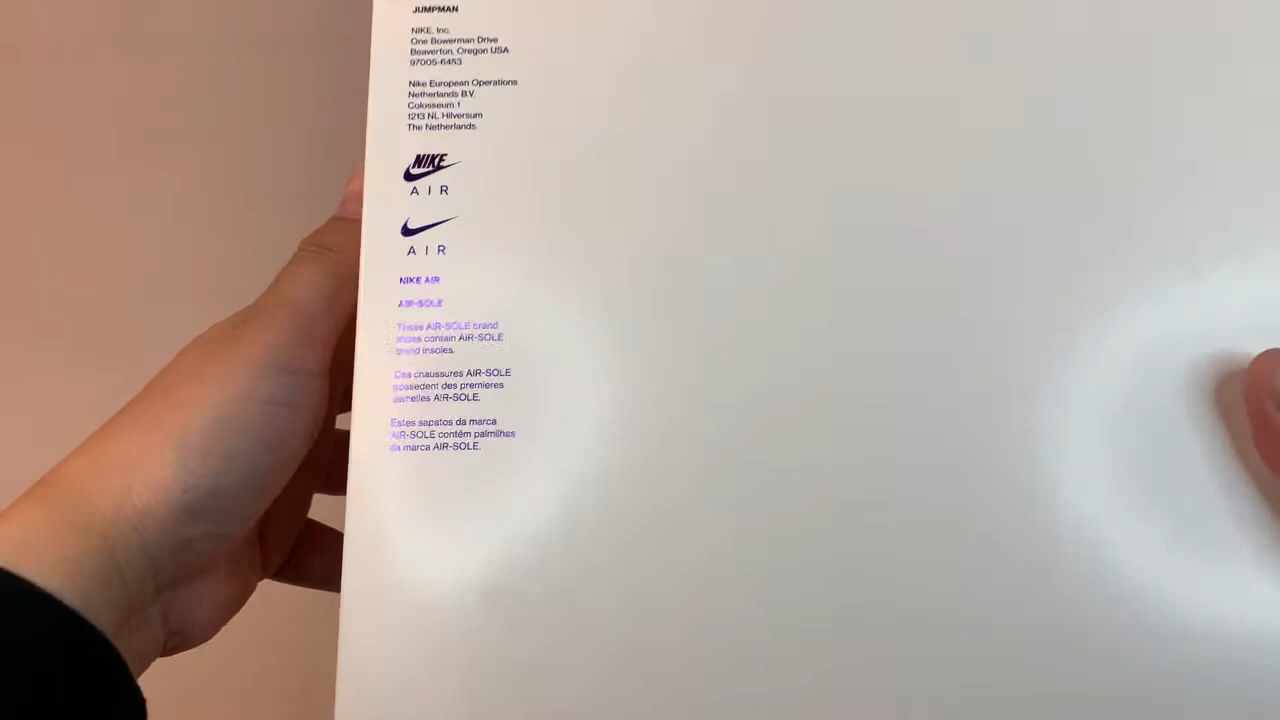 JUMPMAN
NIKE, Inc.
One Bowerman Drive
Beaverton, Oregon USA
97005-6453
Nike European Operations
Netherlands B.V.
Colosseum 1
1213 NL Hilversum
The Netherlands
NIKE
AIR
AIR
NIKE AIR
AIR-SOLE
These AIR-SOLE brand
shoes contain AIR-SOLE
brand insoles.
Ces chaussures AIR-SOLE
possedent des premieres
semelles AIR-SOLE.
Estes sapatos da marca
AIR-SOLE contêm palmilhas
da marca AIR-SOLE.